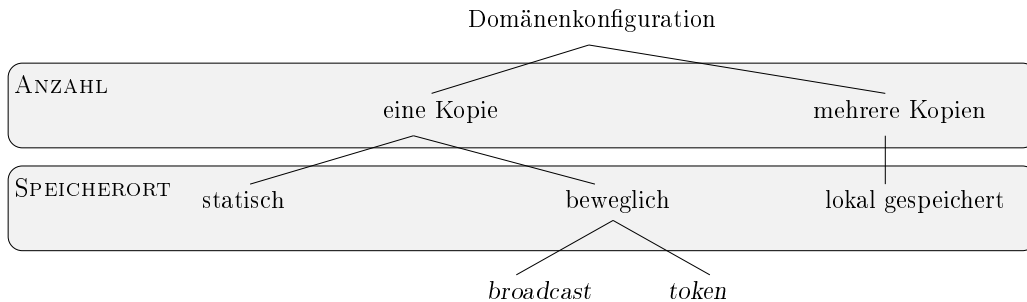 Domänenkonfiguration
ANZAHL
eine Kopie mehrere Kopien
SPEICHERORT
statisch beweglich lokal gespeichert
broadcast token